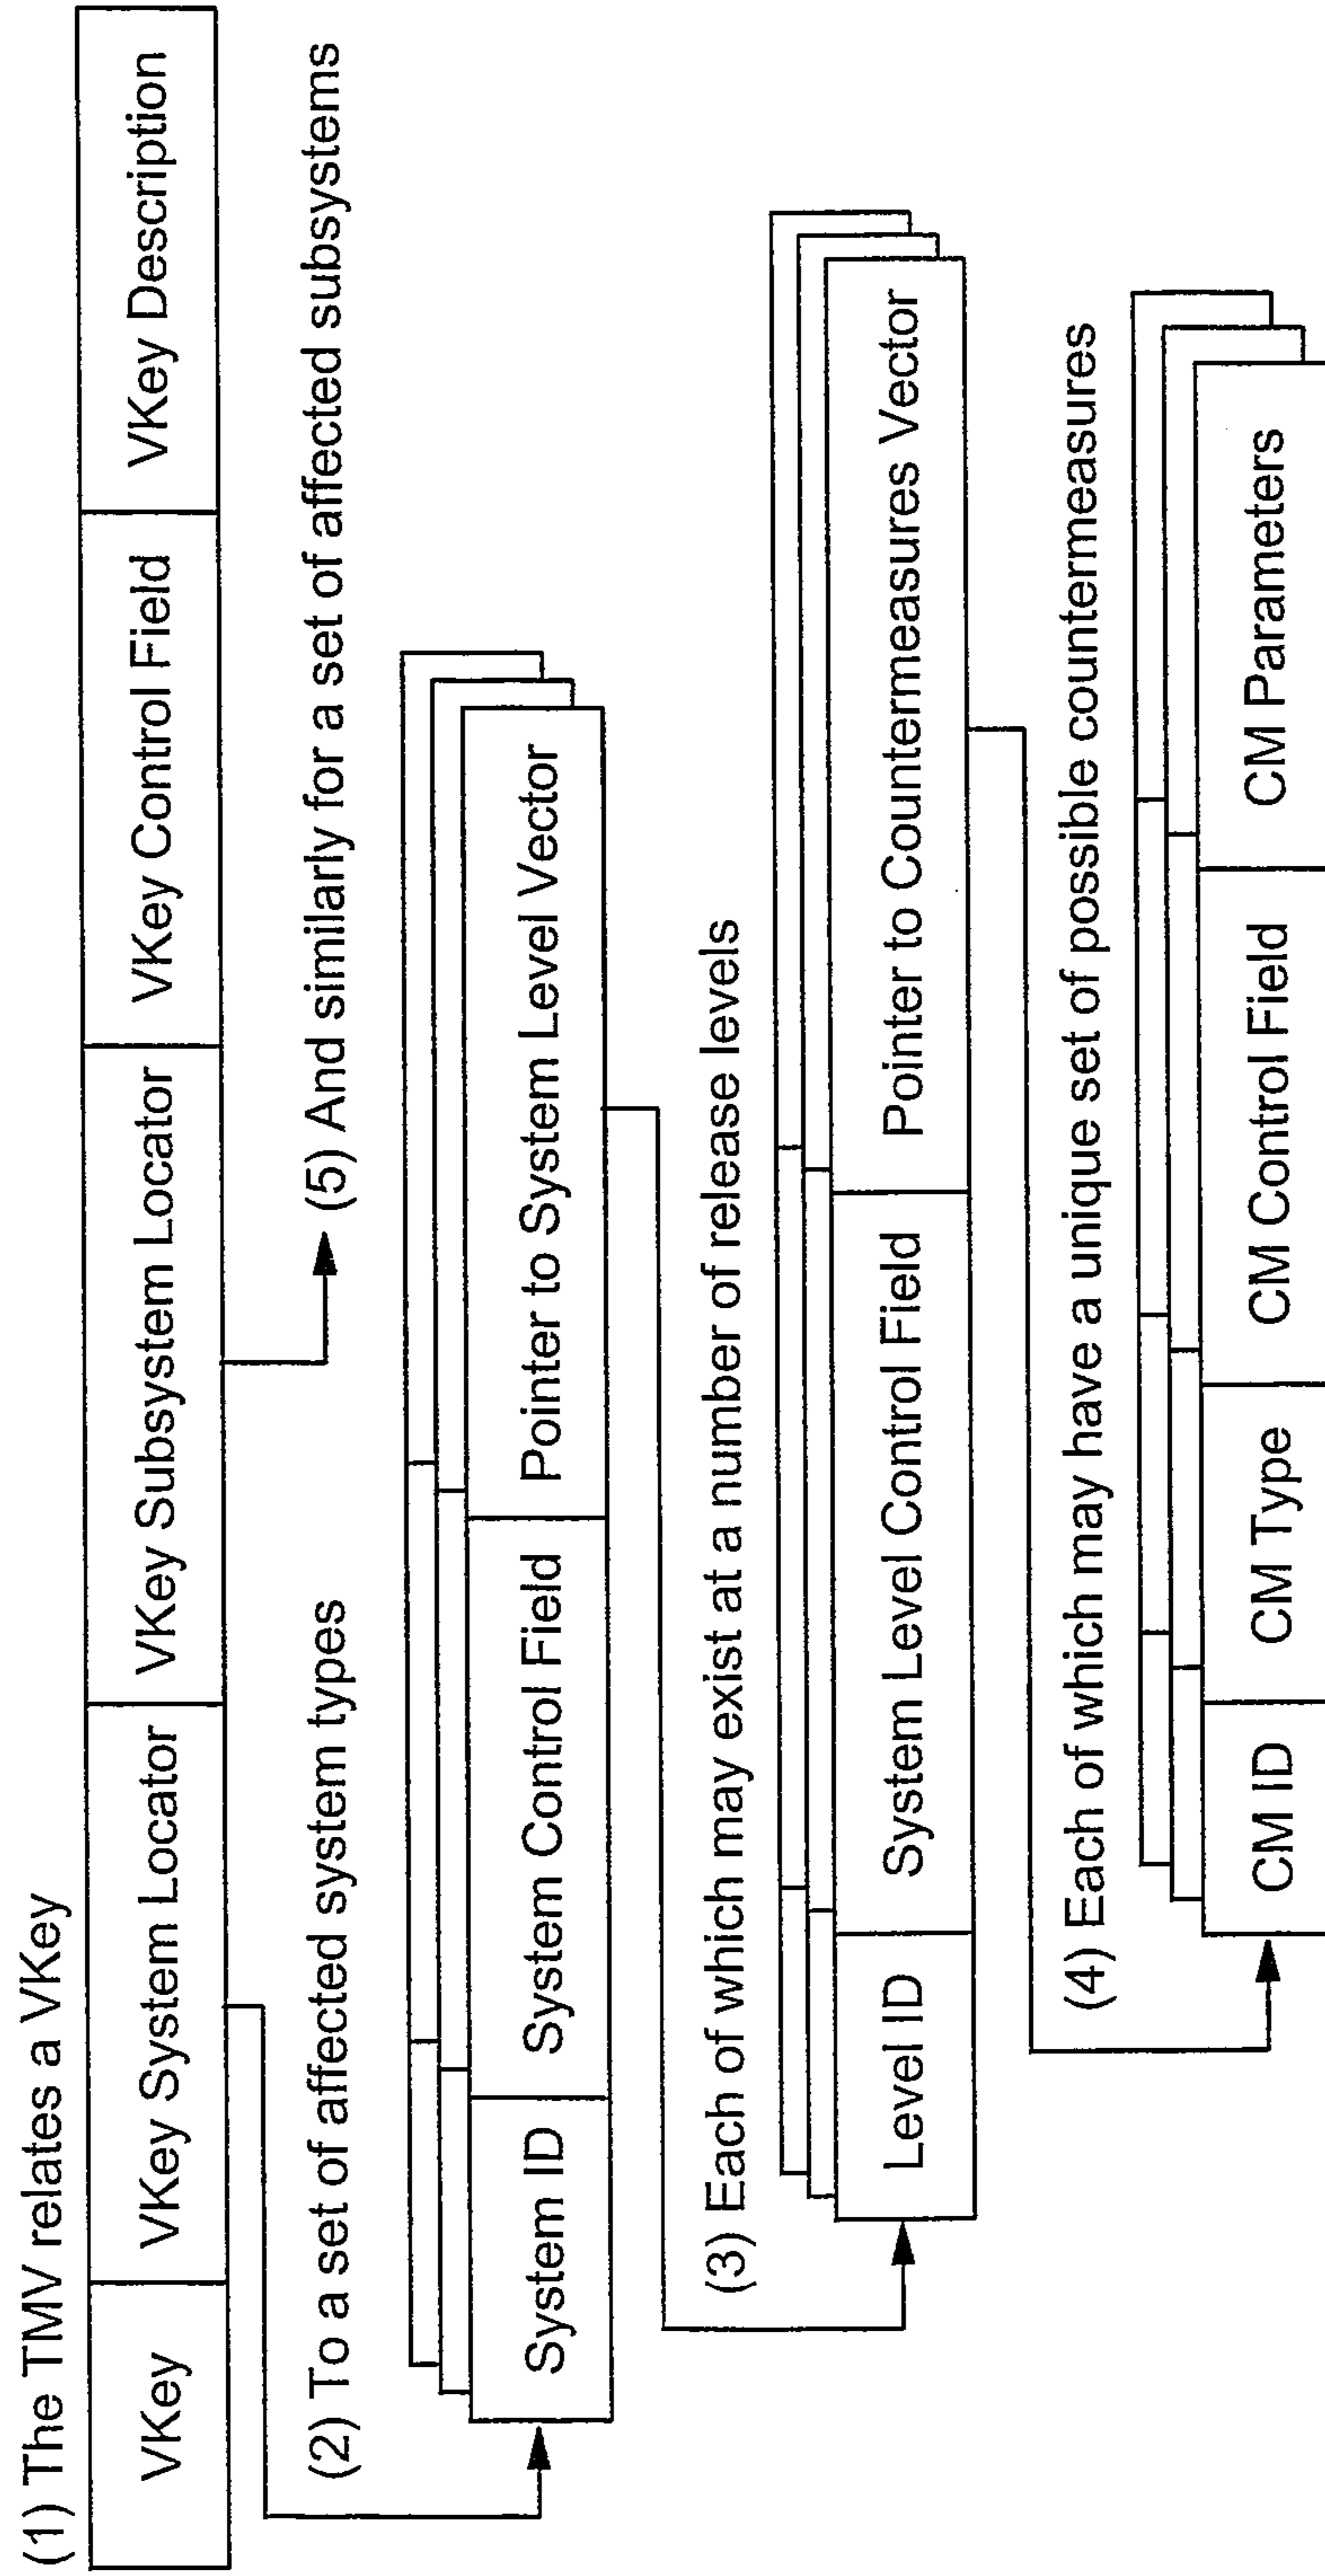 (1) The TMV relates a VKey
VKey VKey System Locator VKey Subsystem Locator VKey Control Field VKey Description
(2) To a set of affected system types
(5) And similarly for a set of affected subsystems
System ID System Control Field Pointer to System Level Vector
(3) Each of which may exist at a number of release levels
Level ID System Level Control Field Pointer to Countermeasures Vector
(4) Each of which may have a unique set of possible countermeasures
CM ID CM Type CM Control Field CM Parameters